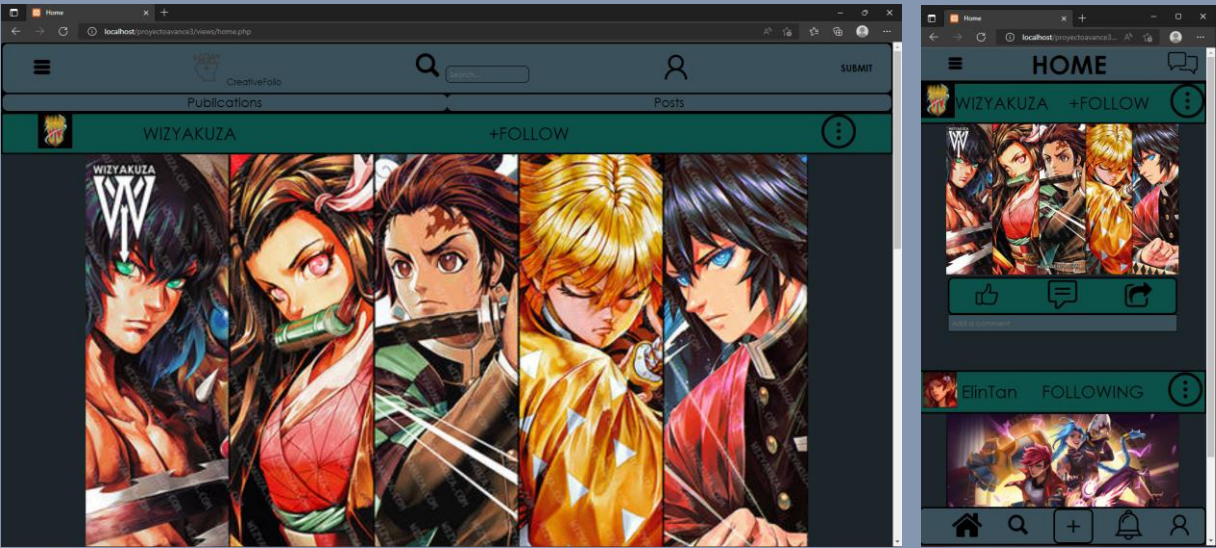 Home
localhost/proyectoavance3/views/home.php
CreativeFolio
Search...
SUBMIT
Publications
Posts
WIZYAKUZA
+FOLLOW
WIZYAKUZA
Home
localhost/proyectoavance3...
HOME
WIZYAKUZA
+FOLLOW
WIZYAKUZA
Add a comment
ElinTan
FOLLOWING